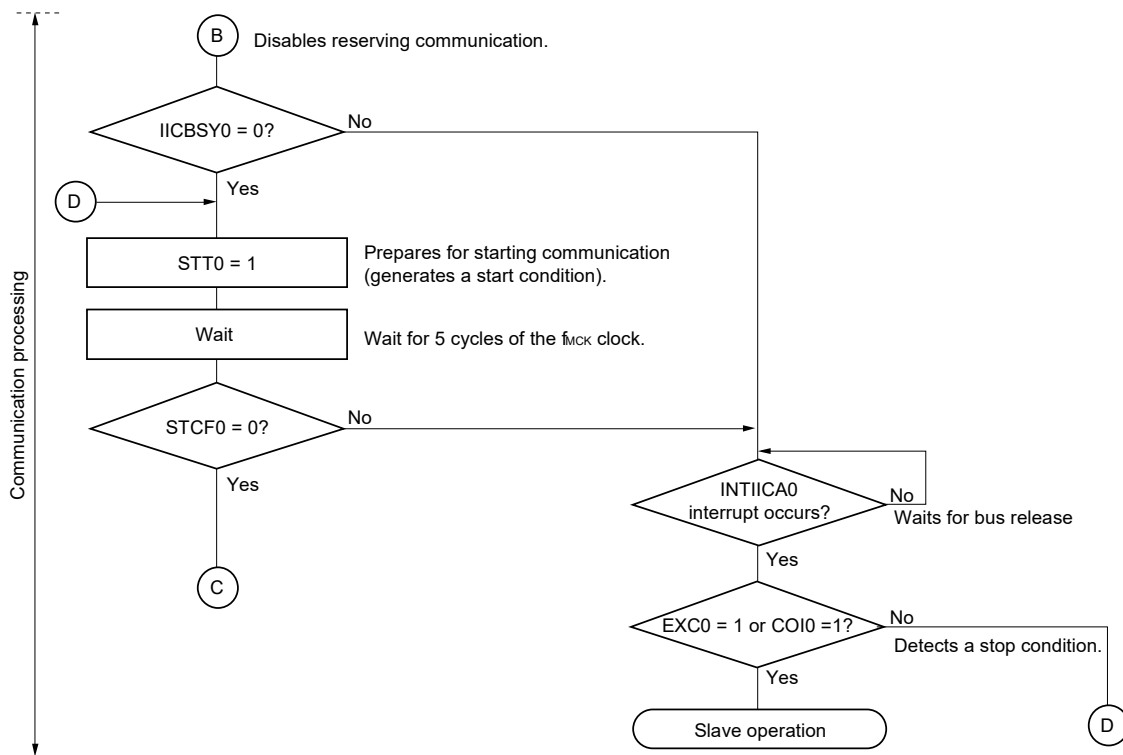 B
Disables reserving communication.
IICBSY0 = 0?
No
Yes
D
STT0 = 1
Prepares for starting communication
(generates a start condition).
Wait
Wait for 5 cycles of the fMCK clock.
STCF0 = 0?
No
Yes
C
INTIICA0
interrupt occurs?
No
Waits for bus release
Yes
EXC0 = 1 or COI0 =1?
No
Detects a stop condition.
Yes
Slave operation
D
Communication processing